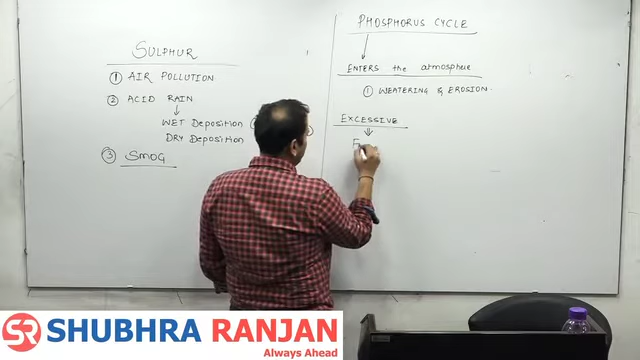 SULPHUR
① AIR POLLUTION
② ACID RAIN
↓
WET Deposition
DRY Deposition
③ SMOG
PHOSPHORUS CYCLE
↓
ENTERS the atmosphere
① WEATERING & EROSION.
EXCESSIVE
⇓
SR SHUBHRA RANJAN
Always Ahead